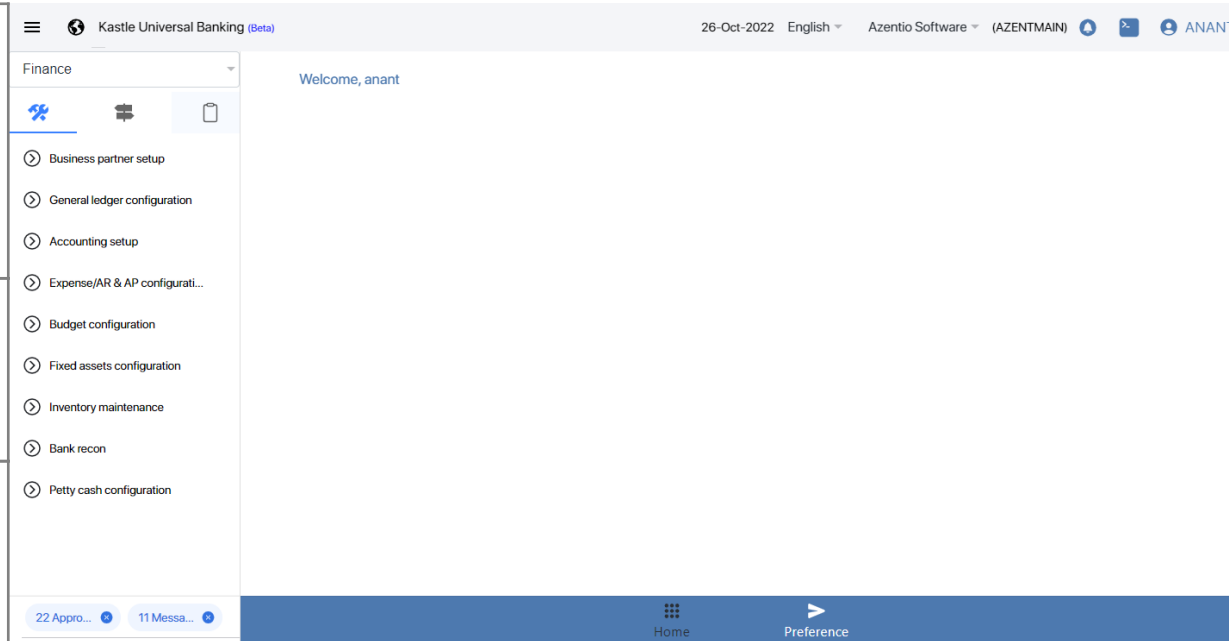 Kastle Universal Banking (Beta) 26-Oct-2022 English Azentio Software (AZENTMAIN) ANANT
Finance
Welcome, anant
Business partner setup
General ledger configuration
Accounting setup
Expense/AR & AP configurati...
Budget configuration
Fixed assets configuration
Inventory maintenance
Bank recon
Petty cash configuration
22 Appro... 11 Messa...
Home Preference